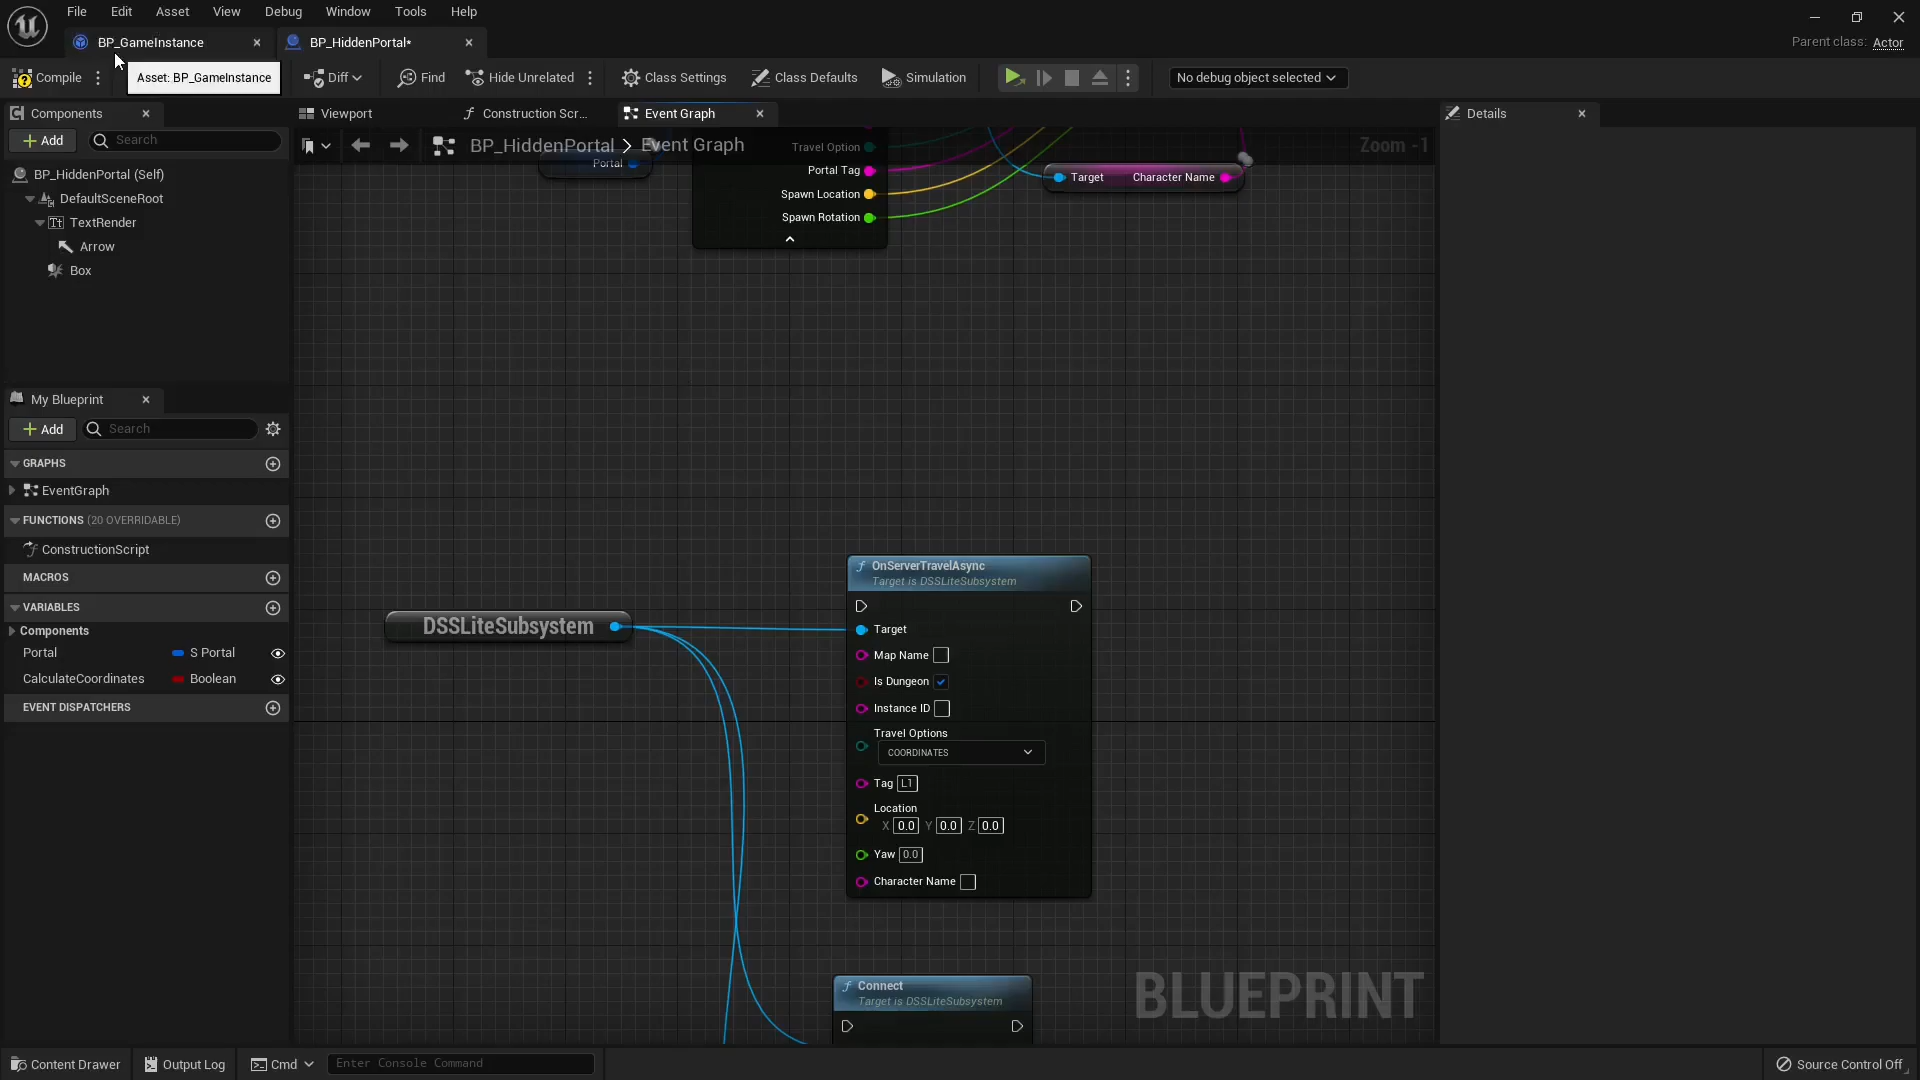 File Edit Asset View Debug Window Tools Help
BP_GameInstance BP_HiddenPortal* Parent class: Actor
Compile Asset: BP_GameInstance Diff Find Hide Unrelated Class Settings Class Defaults Simulation No debug object selected
Components Viewport Construction Scr... Event Graph Details
Add Search BP_HiddenPortal > Event Graph Zoom -1
Travel Option
Portal
Portal Tag
Target Character Name
Spawn Location
Spawn Rotation
BP_HiddenPortal (Self)
DefaultSceneRoot
TextRender
Arrow
Box
My Blueprint
Add Search
GRAPHS
EventGraph
FUNCTIONS (20 OVERRIDABLE)
ConstructionScript
MACROS
VARIABLES
Components
Portal S Portal
CalculateCoordinates Boolean
EVENT DISPATCHERS
DSSLiteSubsystem
OnServerTravelAsync
Target is DSSLiteSubsystem
Target
Map Name
Is Dungeon
Instance ID
Travel Options
COORDINATES
Tag L1
Location
X 0.0 Y 0.0 Z 0.0
Yaw 0.0
Character Name
Connect
Target is DSSLiteSubsystem
BLUEPRINT
Content Drawer Output Log Cmd Enter Console Command Source Control Off